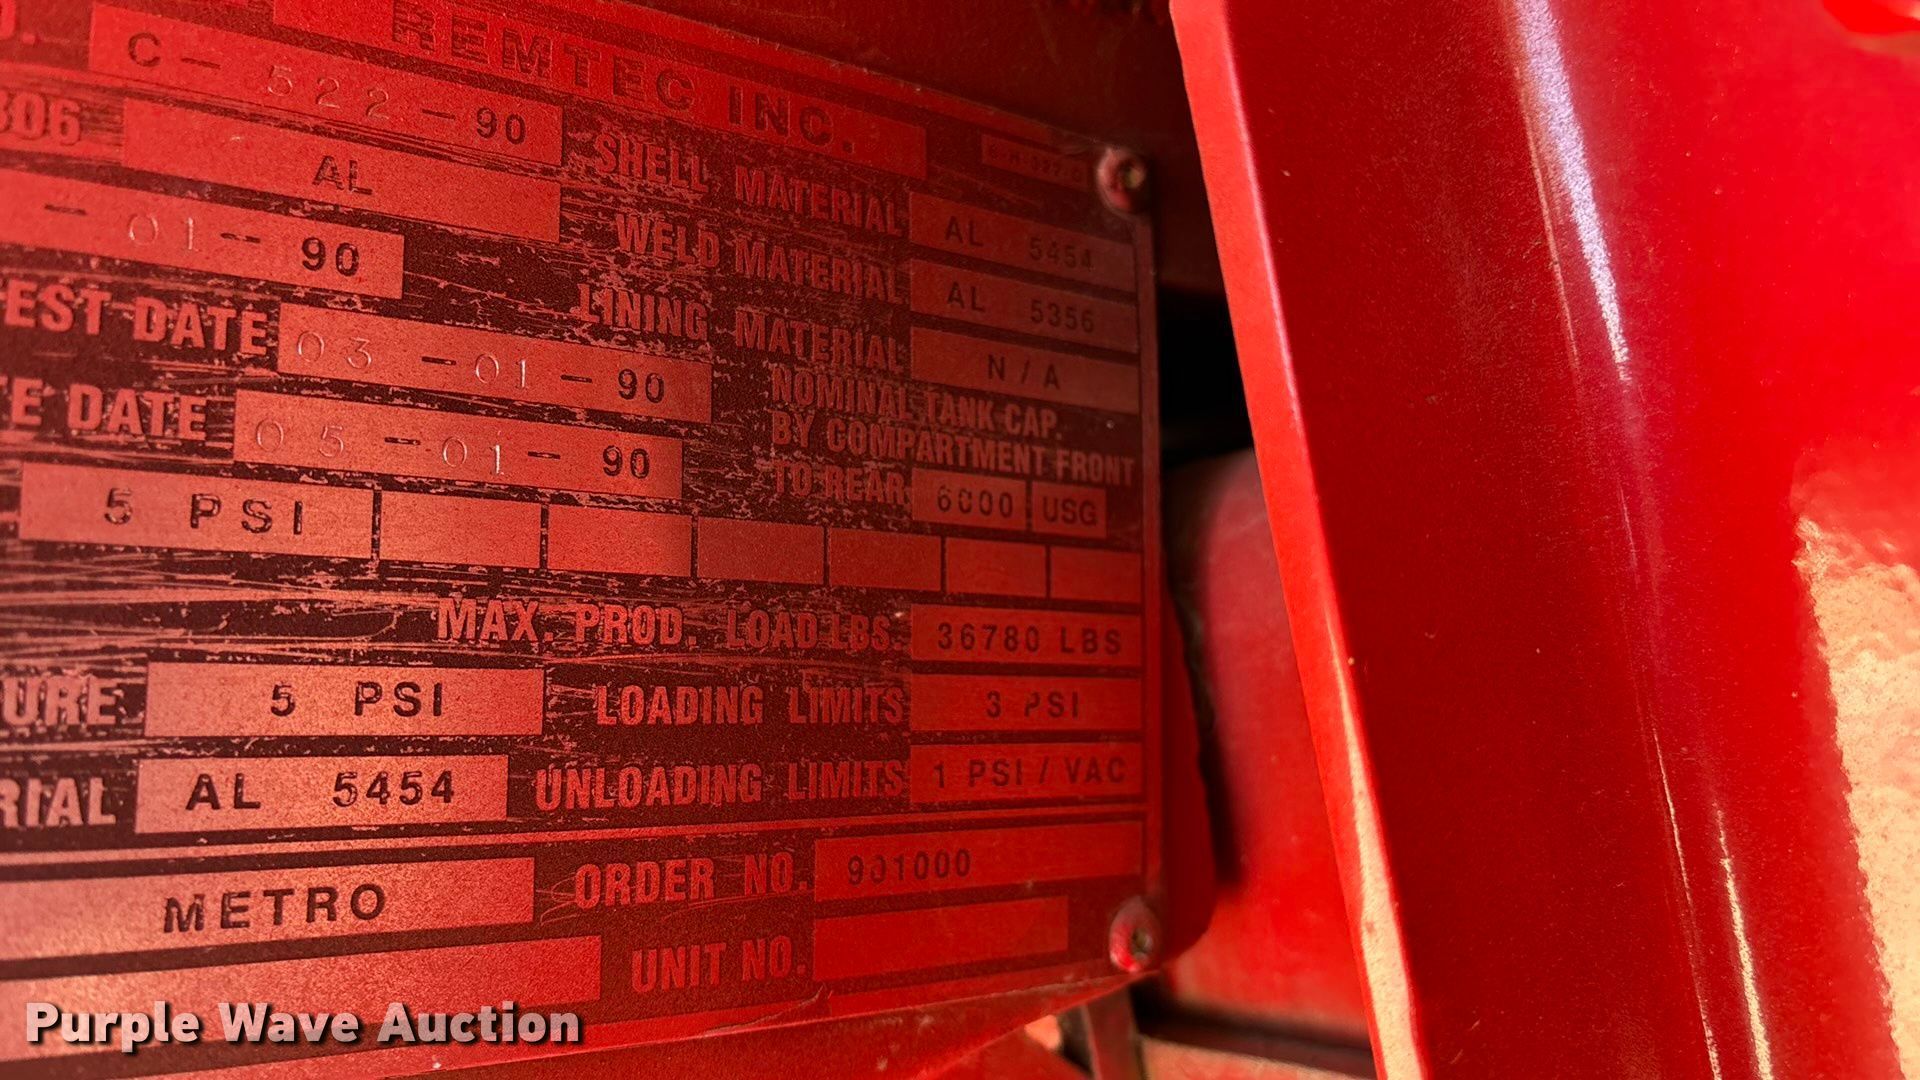 REMTEC INC.
C - 522 - 90
306 AL SHELL MATERIAL AL 5454
- 01 - 90 WELD MATERIAL AL 5356
EST DATE 03 - 01 - 90 LINING MATERIAL N / A
E DATE 05 - 01 - 90 NOMINAL TANK CAP.
BY COMPARTMENT FRONT
TO REAR 6000 USG
5 PSI
MAX. PROD. LOAD LBS. 36780 LBS
URE 5 PSI LOADING LIMITS 3 PSI
RIAL AL 5454 UNLOADING LIMITS 1 PSI / VAC
METRO ORDER NO. 901000
UNIT NO.
Purple Wave Auction